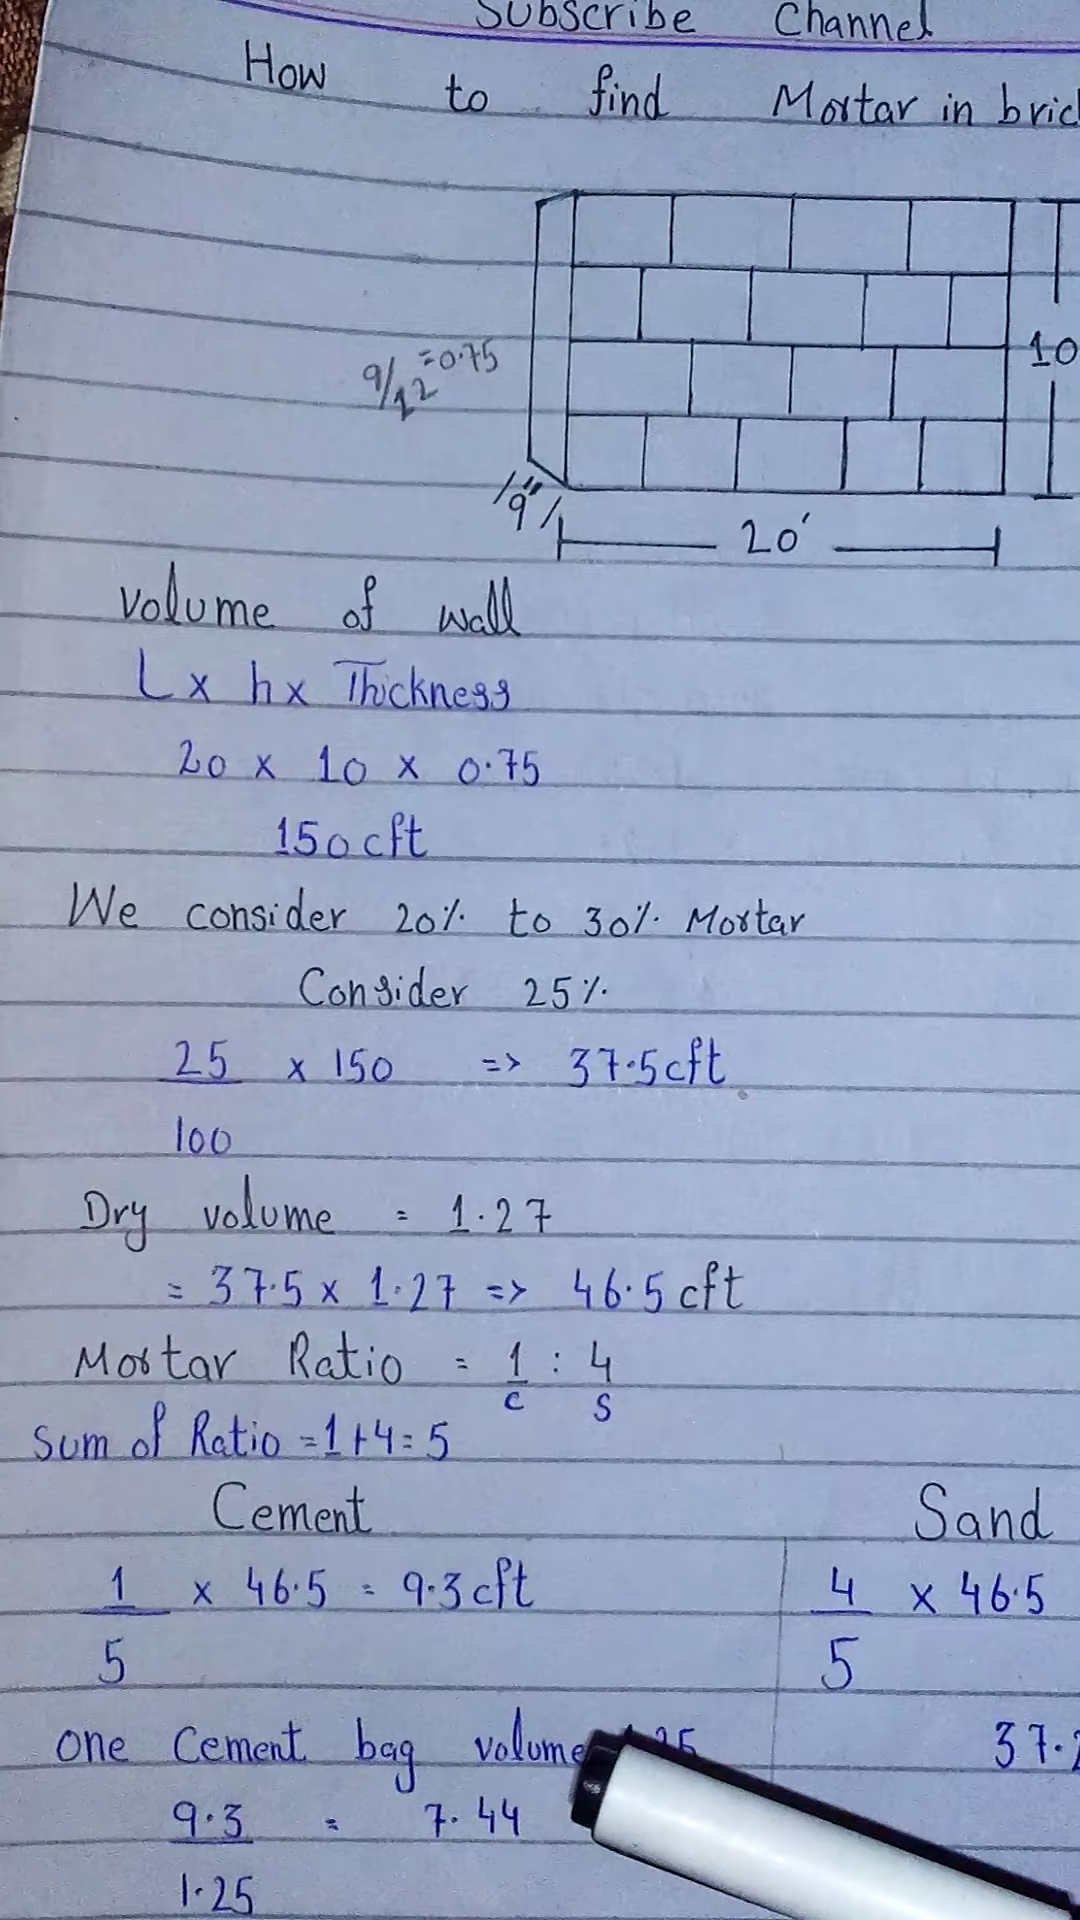 Subscribe Channel
How to find Mortar in
9/12 =0.75
10
9"
20'
Volume of wall
L x h x Thickness
20 x 10 x 0.75
150 cft
We consider 20% to 30% Mortar
Consider 25%
25 x 150 => 37.5 cft
100
Dry volume = 1.27
= 37.5 x 1.27 => 46.5 cft
Mortar Ratio = 1 : 4
C S
Sum of Ratio = 1+4=5
Cement Sand
1 x 46.5 = 9.3 cft 4 x 46.5
5 5
one Cement bag volume
9.3 = 7.44
1.25